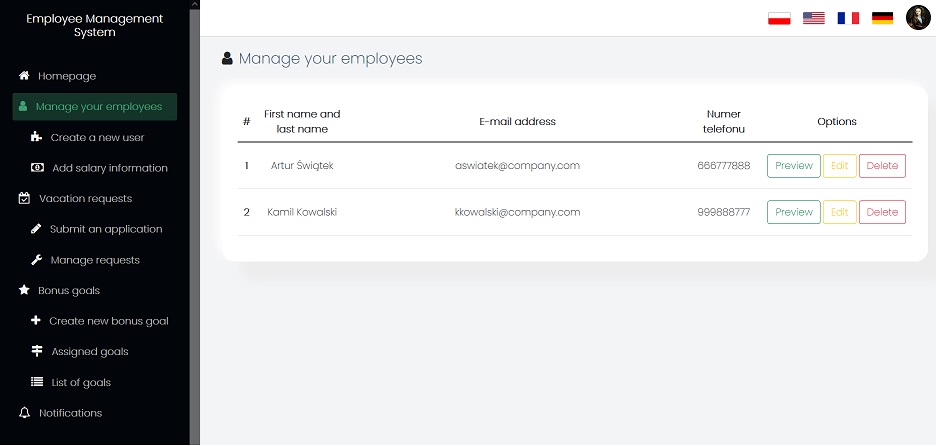 Employee Management
System
Homepage
Manage your employees
Create a new user
Add salary information
Vacation requests
Submit an application
Manage requests
Bonus goals
Create new bonus goal
Assigned goals
List of goals
Notifications
Manage your employees
# First name and last name E-mail address Numer telefonu Options
1 Artur Świątek aswiatek@company.com 666777888 Preview Edit Delete
2 Kamil Kowalski kkowalski@company.com 999888777 Preview Edit Delete